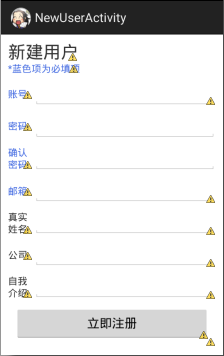 NewUserActivity
新建用户
*蓝色项为必填项
账号
密码
确认
密码
邮箱
真实
姓名
公司
自我
介绍
立即注册